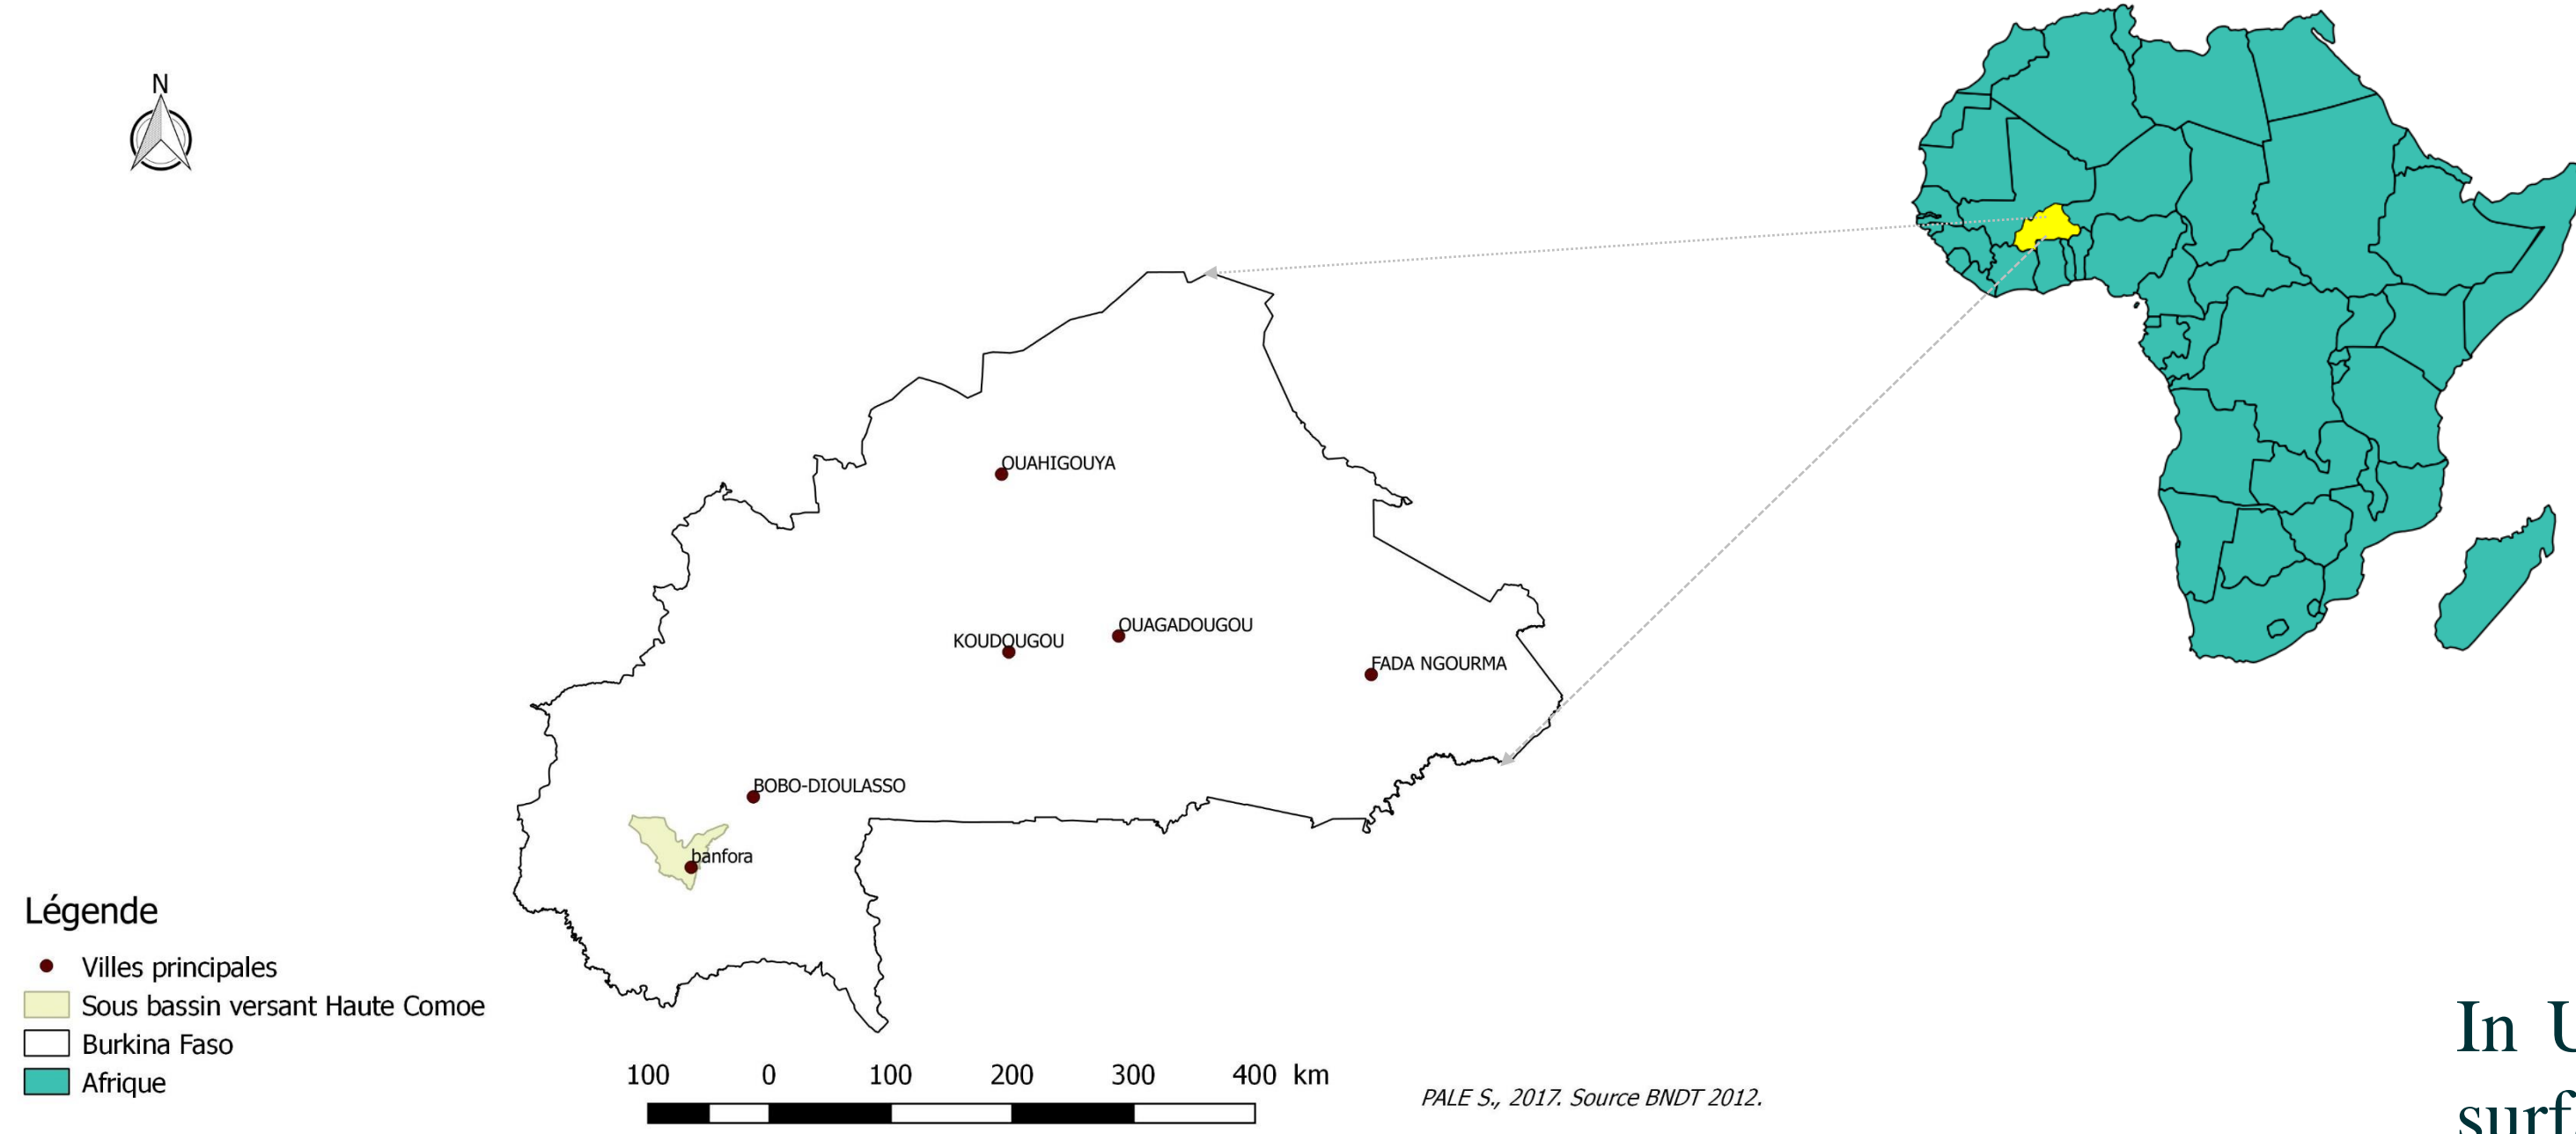 N
OUAHIGOUYA
OUAGADOUGOU
KOUDOUGOU
FADA NGOURMA
BOBO-DIOULASSO
banfora
Légende
Villes principales
Sous bassin versant Haute Comoe
Burkina Faso
Afrique
100 0 100 200 300 400 km
PALE S., 2017. Source BNDT 2012.
In